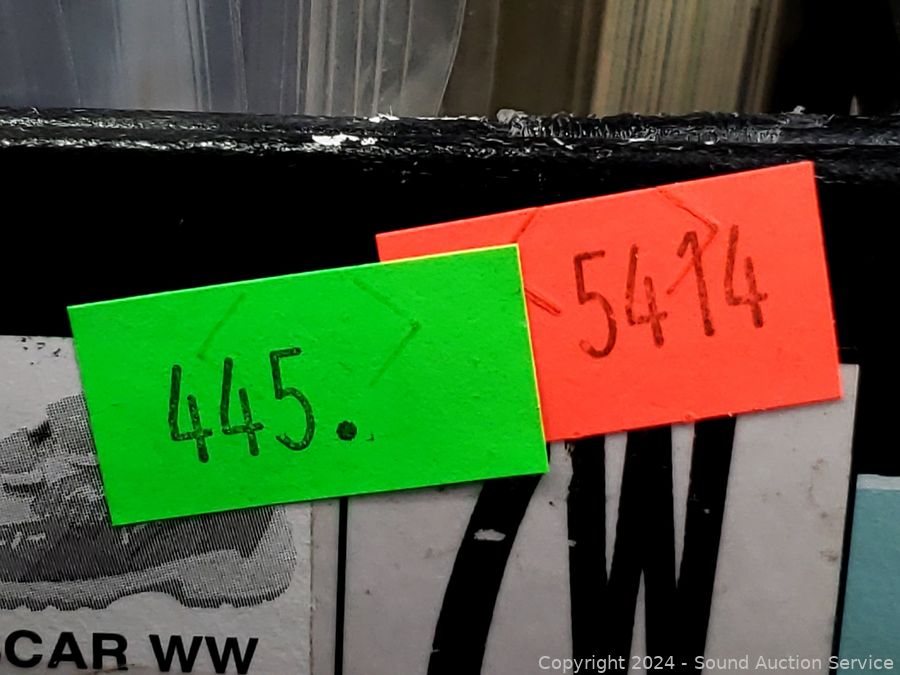 5414
445.
7W
CAR WW
Copyright 2024 - Sound Auction Service